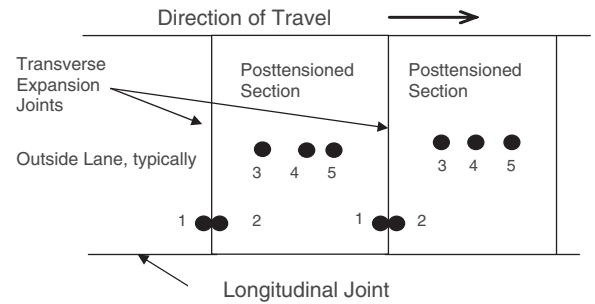 Direction of Travel
Transverse
Expansion
Joints
Posttensioned
Section
Posttensioned
Section
Outside Lane, typically
3 4 5
3 4 5
1 2
1 2
Longitudinal Joint